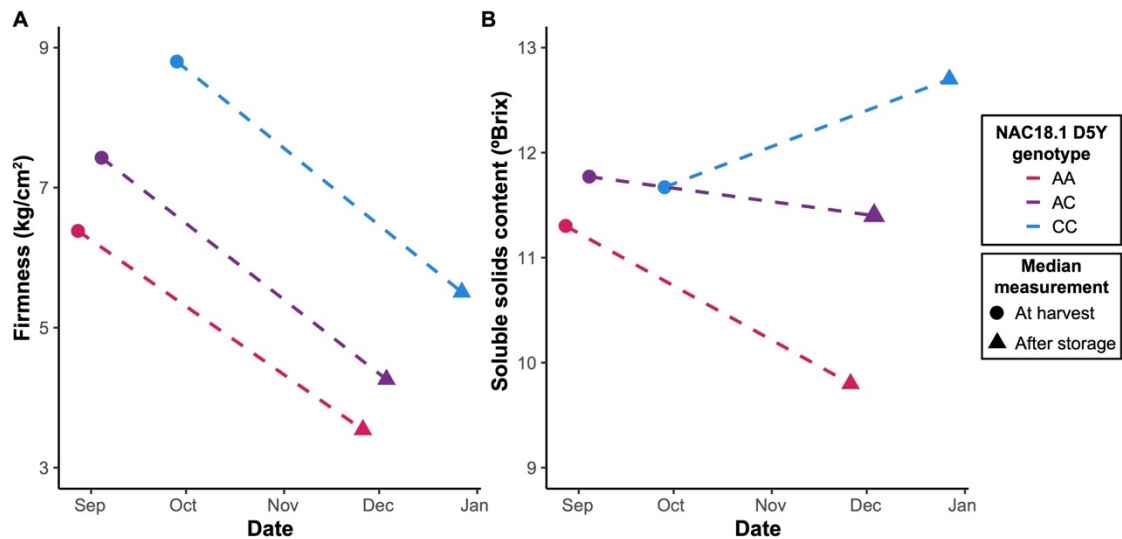 A
Firmness (kg/cm²)
9
7
5
3
Sep Oct Nov Dec Jan
Date
B
Soluble solids content (ºBrix)
13
12
11
10
9
Sep Oct Nov Dec Jan
Date
NAC18.1 D5Y
genotype
AA
AC
CC
Median
measurement
At harvest
After storage